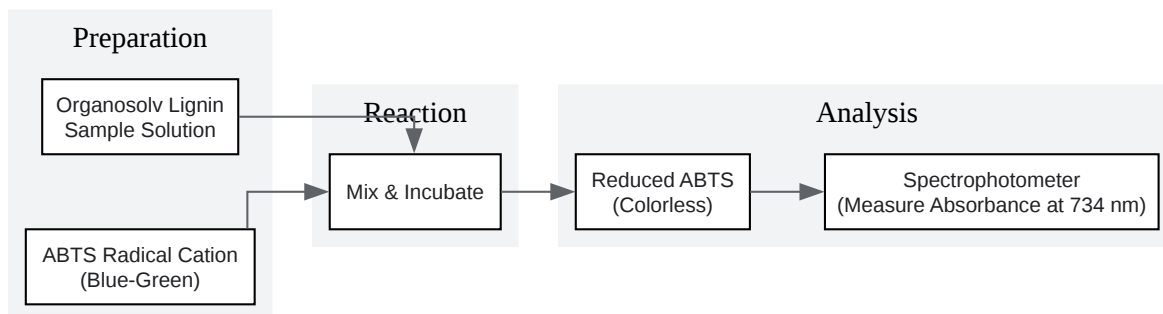 Preparation
Organosolv Lignin
Sample Solution
ABTS Radical Cation
(Blue-Green)
Reaction
Mix & Incubate
Analysis
Reduced ABTS
(Colorless)
Spectrophotometer
(Measure Absorbance at 734 nm)